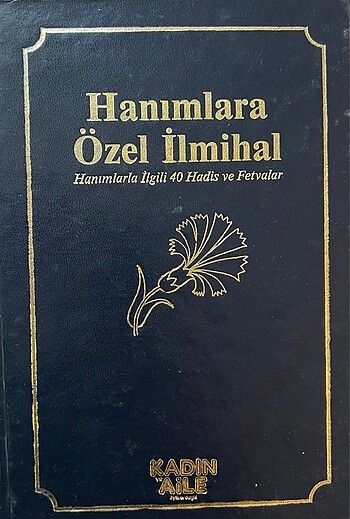 Hanımlara
Özel İlmihal
Hanımlarla İlgili 40 Hadis ve Fetvalar
KADIN
VE
AİLE